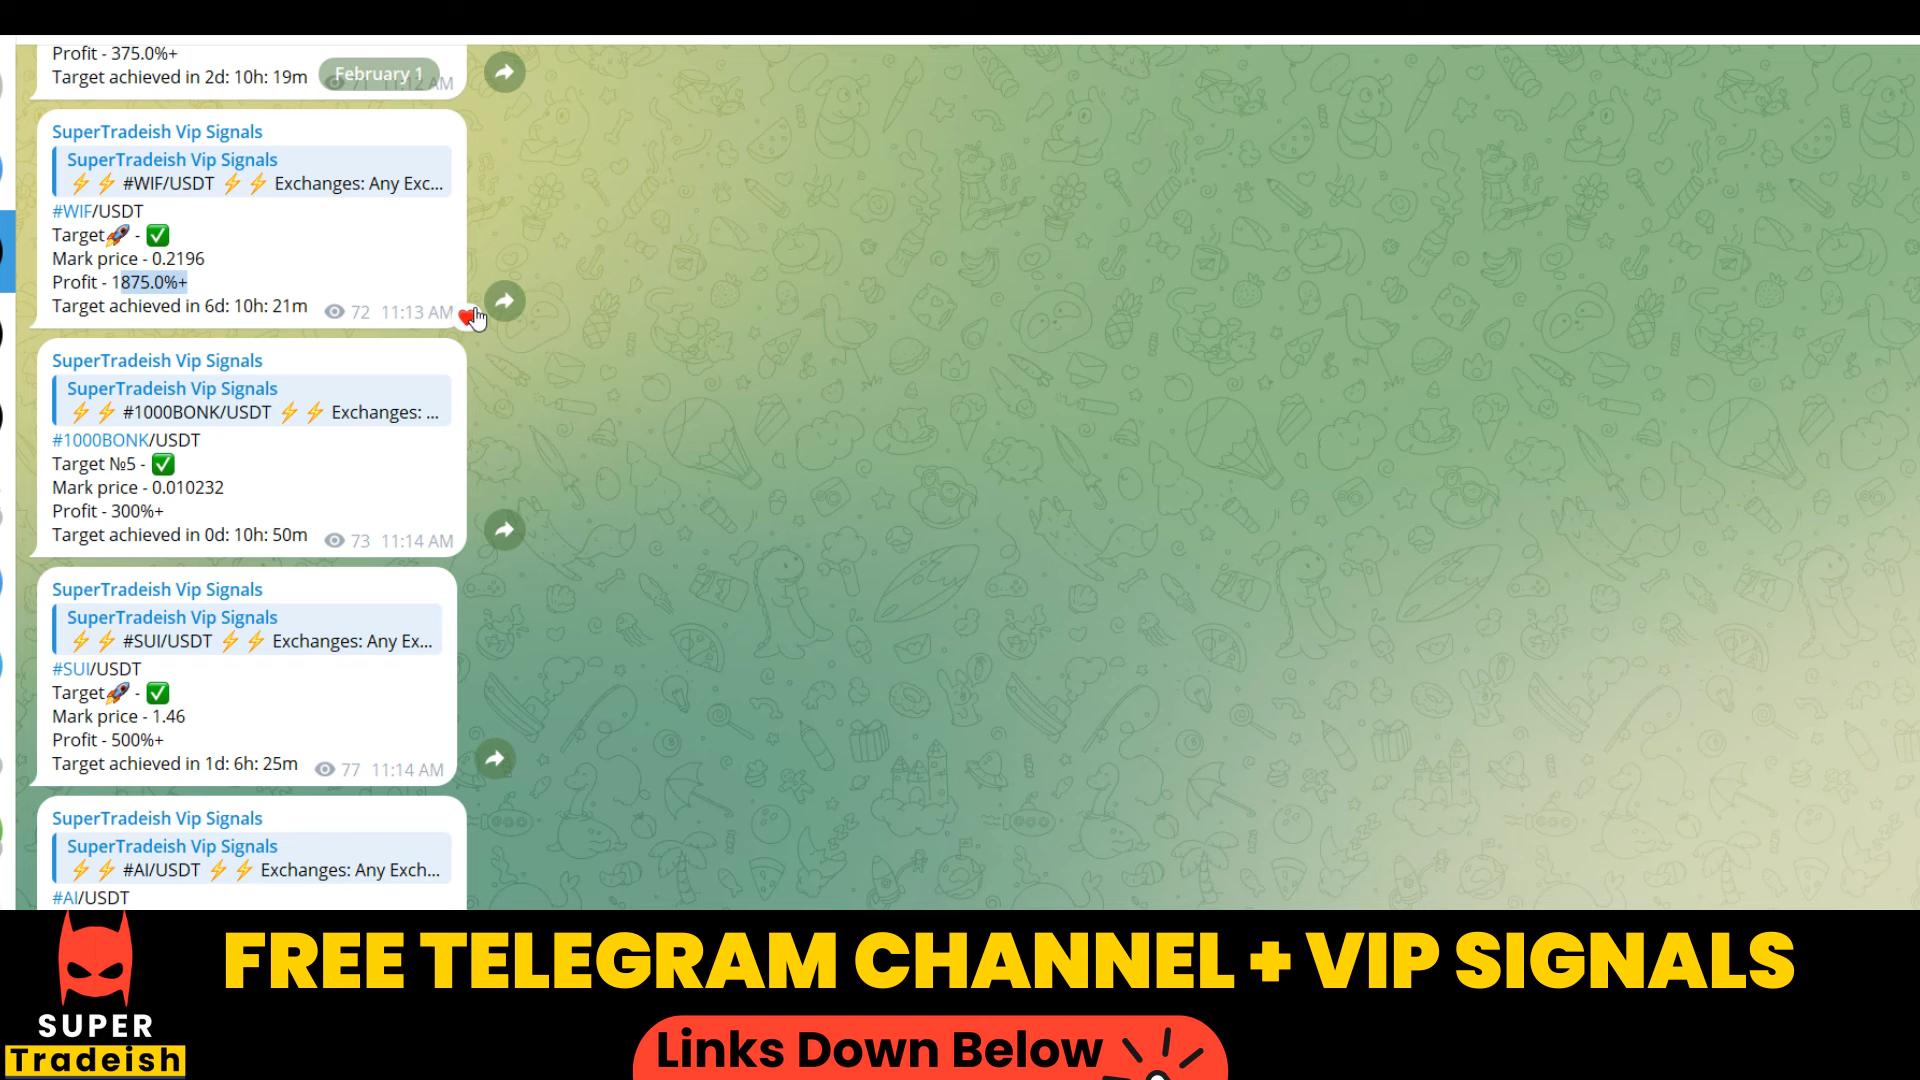 Profit - 375.0%+
Target achieved in 2d: 10h: 19m
February 1
71 11:12 AM
SuperTradeish Vip Signals
SuperTradeish Vip Signals
⚡⚡ #WIF/USDT ⚡⚡ Exchanges: Any Exc...
#WIF/USDT
Target🚀 - ✅
Mark price - 0.2196
Profit - 1875.0%+
Target achieved in 6d: 10h: 21m
72 11:13 AM
SuperTradeish Vip Signals
SuperTradeish Vip Signals
⚡⚡ #1000BONK/USDT ⚡⚡ Exchanges: ...
#1000BONK/USDT
Target №5 - ✅
Mark price - 0.010232
Profit - 300%+
Target achieved in 0d: 10h: 50m
73 11:14 AM
SuperTradeish Vip Signals
SuperTradeish Vip Signals
⚡⚡ #SUI/USDT ⚡⚡ Exchanges: Any Ex...
#SUI/USDT
Target🚀 - ✅
Mark price - 1.46
Profit - 500%+
Target achieved in 1d: 6h: 25m
77 11:14 AM
SuperTradeish Vip Signals
SuperTradeish Vip Signals
⚡⚡ #AI/USDT ⚡⚡ Exchanges: Any Exch...
#AI/USDT
FREE TELEGRAM CHANNEL + VIP SIGNALS
SUPER
Tradeish
Links Down Below